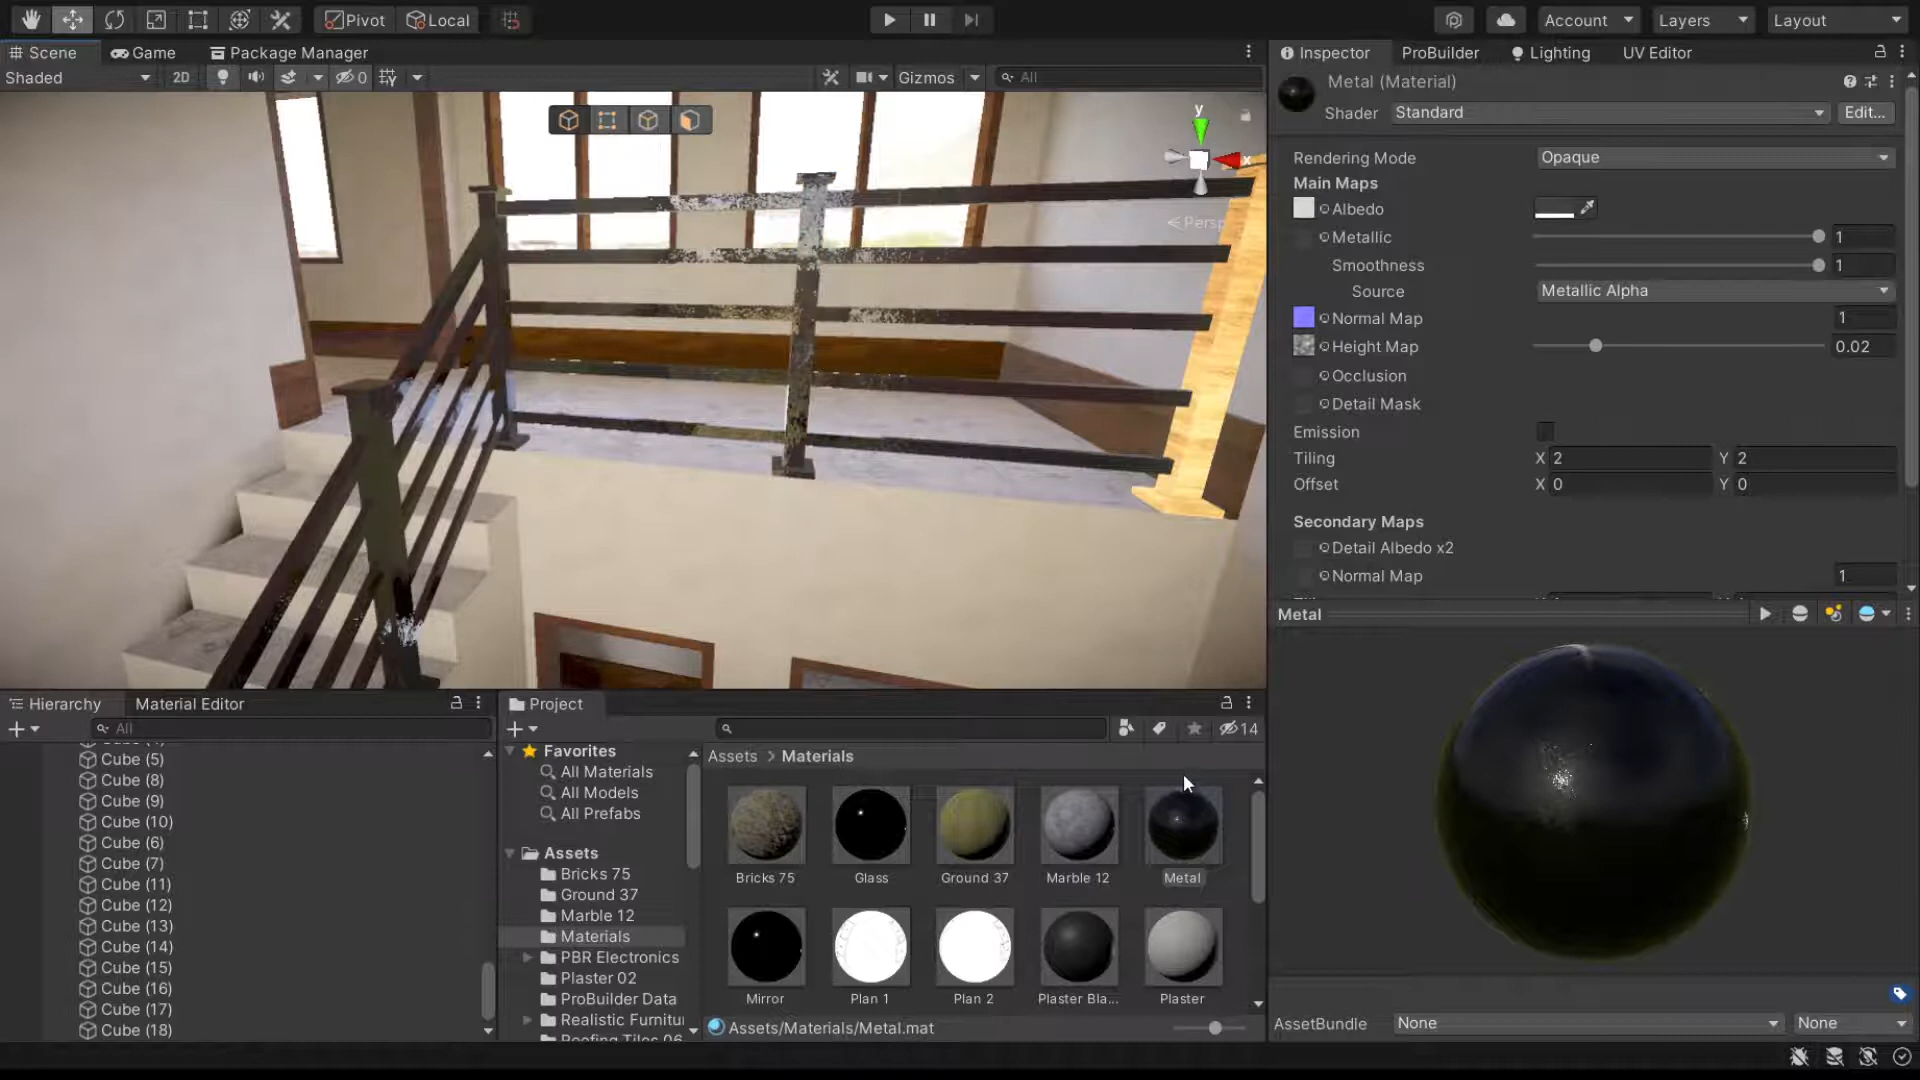 Pivot
Local
Account
Layers
Layout
Scene
Game
Package Manager
Inspector
ProBuilder
Lighting
UV Editor
Shaded
2D
0
Gizmos
All
Metal (Material)
Shader
Standard
Edit...
y
x
Rendering Mode
Opaque
Main Maps
Albedo
Metallic
1
Smoothness
1
Source
Metallic Alpha
Normal Map
1
Height Map
0.02
Occlusion
Detail Mask
Emission
Tiling
X 2
Y 2
Offset
X 0
Y 0
Secondary Maps
Detail Albedo x2
Normal Map
1
Metal
Hierarchy
Material Editor
All
Cube (5)
Cube (8)
Cube (9)
Cube (10)
Cube (6)
Cube (7)
Cube (11)
Cube (12)
Cube (13)
Cube (14)
Cube (15)
Cube (16)
Cube (17)
Cube (18)
Project
14
Favorites
All Materials
All Models
All Prefabs
Assets
Bricks 75
Ground 37
Marble 12
Materials
PBR Electronics
Plaster 02
ProBuilder Data
Realistic Furnitu
Roofing Tiles 06
Assets > Materials
Bricks 75
Glass
Ground 37
Marble 12
Metal
Mirror
Plan 1
Plan 2
Plaster Bla...
Plaster
Assets/Materials/Metal.mat
AssetBundle
None
None